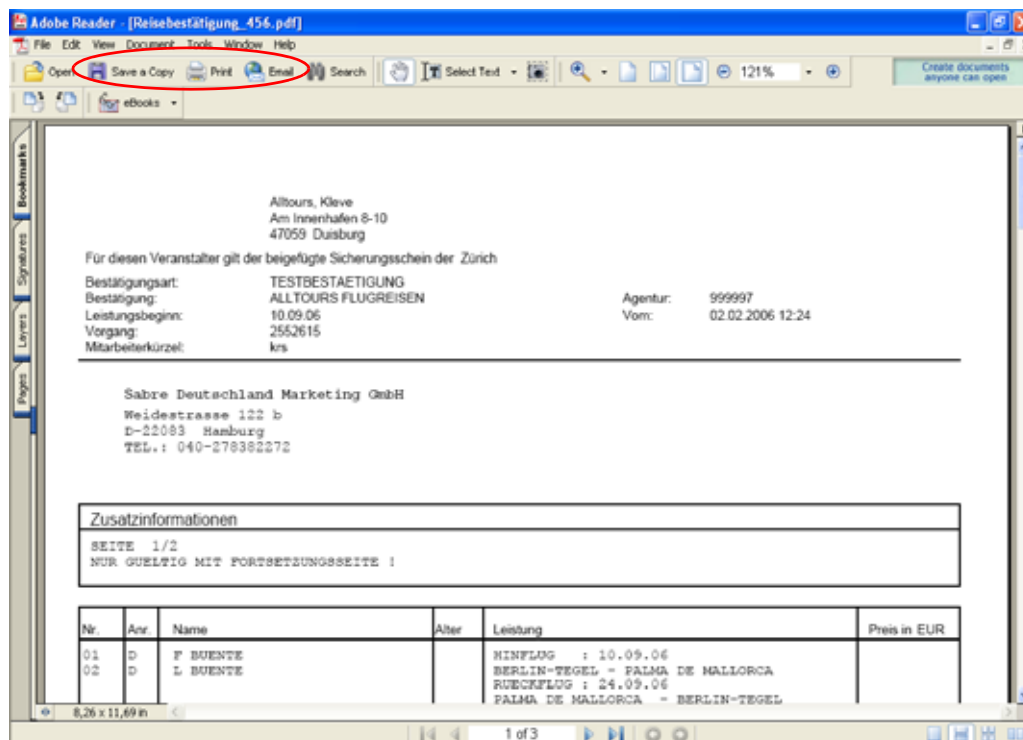 Adobe Reader - [Reisebestätigung_456.pdf]
File Edit View Document Tools Window Help
Open Save a Copy Print Email Search Select Text 121% Create documents
anyone can open
eBooks
Bookmarks
Signatures
Layers
Pages
Alltours, Kleve
Am Innenhafen 8-10
47059 Duisburg
Für diesen Veranstalter gilt der beigefügte Sicherungsschein der Zürich
Bestätigungsart: TESTBESTAETIGUNG
Bestätigung: ALLTOURS FLUGREISEN Agentur: 999997
Leistungsbeginn: 10.09.06 Vom: 02.02.2006 12:24
Vorgang: 2552615
Mitarbeiterkürzel: krs
Sabre Deutschland Marketing GmbH
Weidestrasse 122 b
D-22083 Hamburg
TEL.: 040-278382272
Zusatzinformationen
SEITE 1/2
NUR GUELTIG MIT FORTSETZUNGSSEITE !
Nr. Anr. Name Alter Leistung Preis in EUR
01 D F BUENTE HINFLUG : 10.09.06
02 D L BUENTE BERLIN-TEGEL - PALMA DE MALLORCA
RUECKFLUG : 24.09.06
PALMA DE MALLORCA - BERLIN-TEGEL
8,26 x 11,69 in
1 of 3